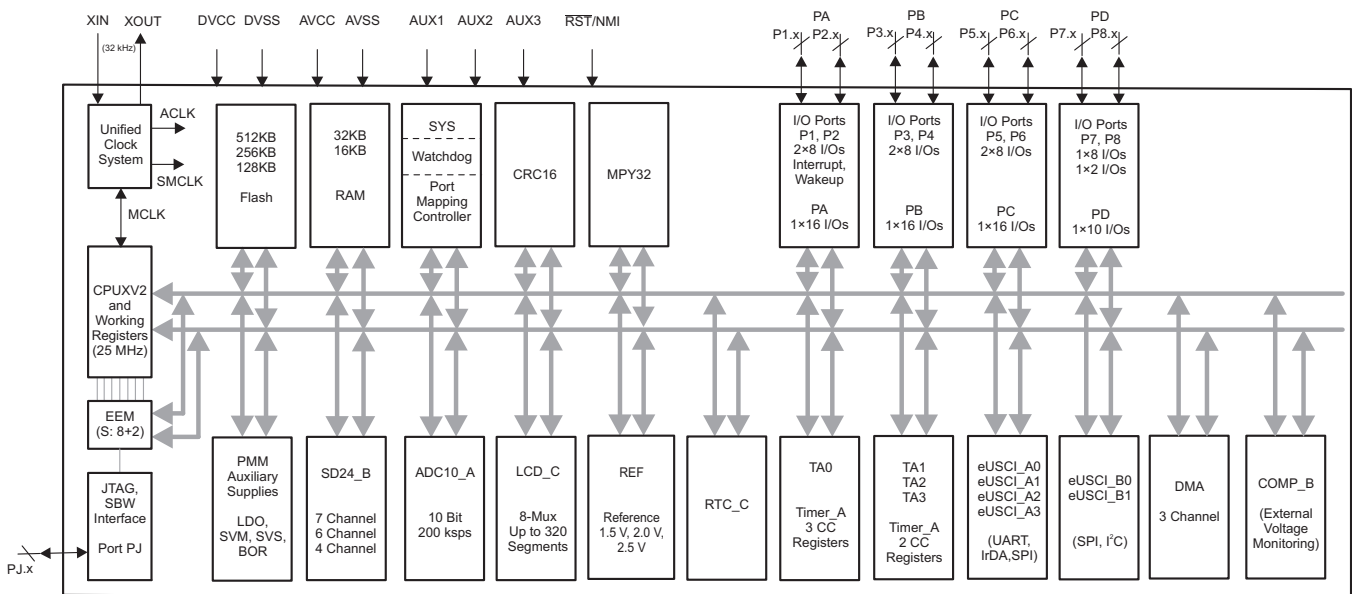 XIN
XOUT
(32 kHz)
DVCC
DVSS
AVCC
AVSS
AUX1
AUX2
AUX3
RST/NMI
PA
P1.x
P2.x
PB
P3.x
P4.x
PC
P5.x
P6.x
PD
P7.x
P8.x
Unified
Clock
System
ACLK
SMCLK
MCLK
512KB
256KB
128KB
Flash
32KB
16KB
RAM
SYS
Watchdog
Port
Mapping
Controller
CRC16
MPY32
I/O Ports
P1, P2
2×8 I/Os
Interrupt,
Wakeup
PA
1×16 I/Os
I/O Ports
P3, P4
2×8 I/Os
PB
1×16 I/Os
I/O Ports
P5, P6
2×8 I/Os
PC
1×16 I/Os
I/O Ports
P7, P8
1×8 I/Os
1×2 I/Os
PD
1×10 I/Os
CPUXV2
and
Working
Registers
(25 MHz)
EEM
(S: 8+2)
JTAG,
SBW
Interface
Port PJ
PJ.x
PMM
Auxiliary
Supplies
LDO,
SVM, SVS,
BOR
SD24_B
7 Channel
6 Channel
4 Channel
ADC10_A
10 Bit
200 ksps
LCD_C
8-Mux
Up to 320
Segments
REF
Reference
1.5 V, 2.0 V,
2.5 V
RTC_C
TA0
Timer_A
3 CC
Registers
TA1
TA2
TA3
Timer_A
2 CC
Registers
eUSCI_A0
eUSCI_A1
eUSCI_A2
eUSCI_A3
(UART,
IrDA,SPI)
eUSCI_B0
eUSCI_B1
(SPI, I²C)
DMA
3 Channel
COMP_B
(External
Voltage
Monitoring)